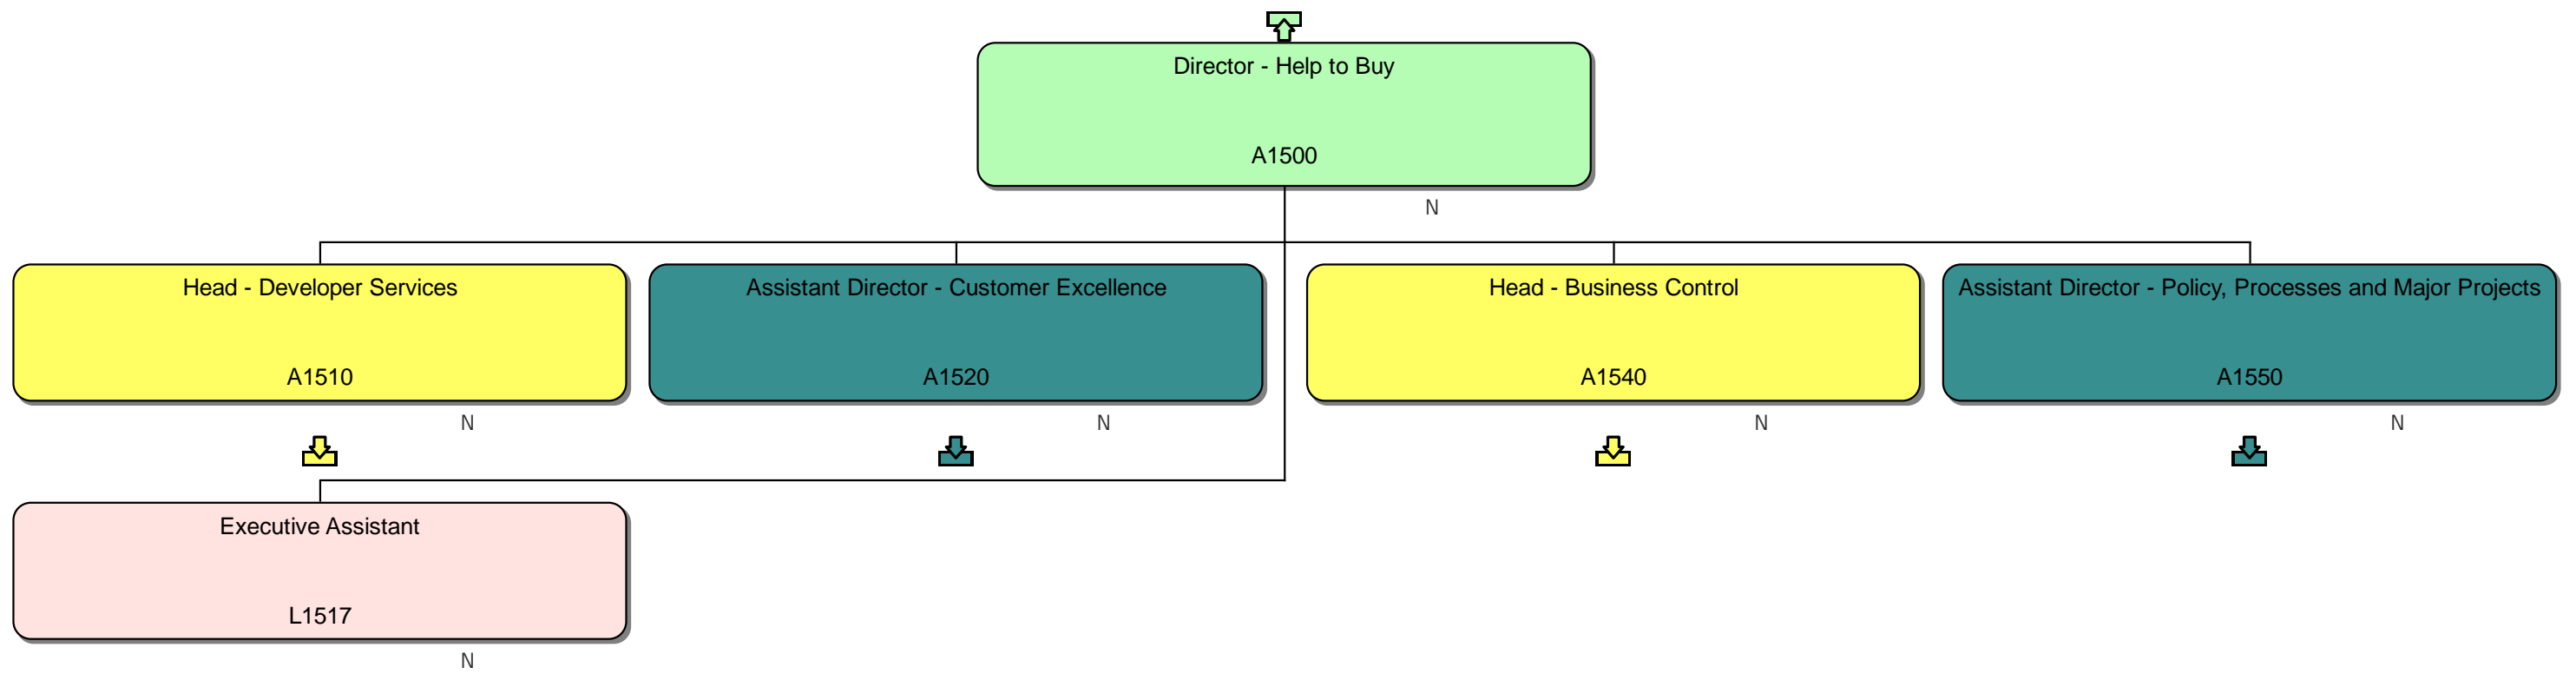 Director - Help to Buy
A1500
N
Head - Developer Services
A1510
N
Assistant Director - Customer Excellence
A1520
N
Head - Business Control
A1540
N
Assistant Director - Policy, Processes and Major Projects
A1550
N
Executive Assistant
L1517
N